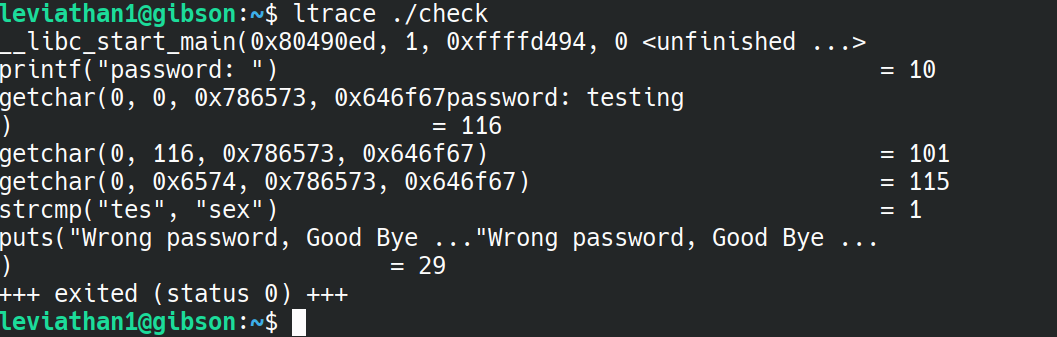 leviathan1@gibson:~$ ltrace ./check
__libc_start_main(0x80490ed, 1, 0xffffd494, 0 <unfinished ...>
printf("password: ") = 10
getchar(0, 0, 0x786573, 0x646f67password: testing
) = 116
getchar(0, 116, 0x786573, 0x646f67) = 101
getchar(0, 0x6574, 0x786573, 0x646f67) = 115
strcmp("tes", "sex") = 1
puts("Wrong password, Good Bye ..."Wrong password, Good Bye ...
) = 29
+++ exited (status 0) +++
leviathan1@gibson:~$